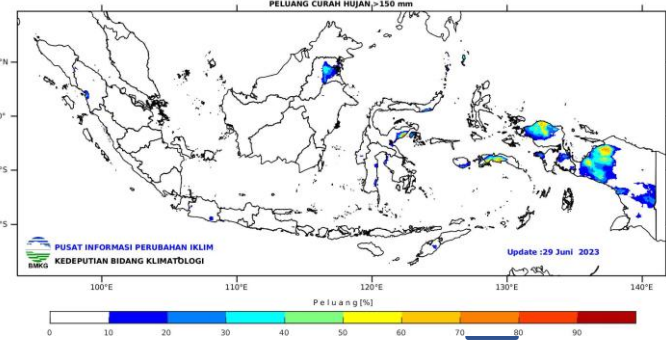 PELUANG CURAH HUJAN >150 mm
°N
0°
°S
°S
PUSAT INFORMASI PERUBAHAN IKLIM
BMKG
KEDEPUTIAN BIDANG KLIMATOLOGI
Update :29 Juni 2023
100°E 110°E 120°E 130°E 140°E
Peluang[%]
0 10 20 30 40 50 60 70 80 90